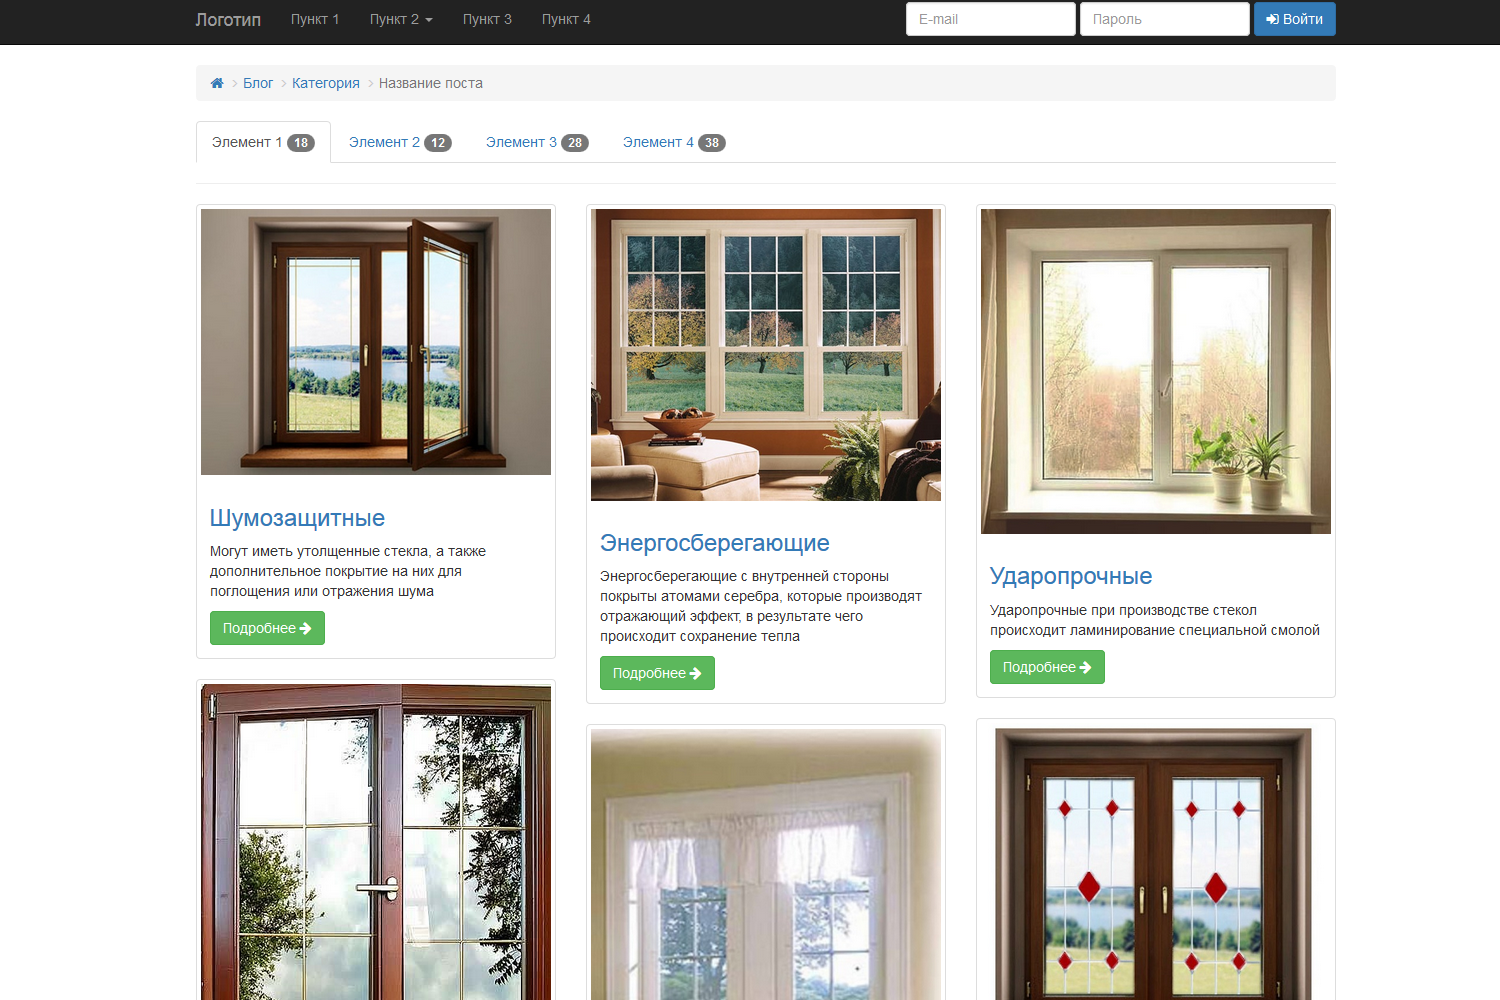 Логотип Пункт 1 Пункт 2 Пункт 3 Пункт 4 E-mail Пароль Войти
Блог Категория Название поста
Элемент 1 18 Элемент 2 12 Элемент 3 28 Элемент 4 38
Шумозащитные
Могут иметь утолщенные стекла, а также
дополнительное покрытие на них для
поглощения или отражения шума
Подробнее
Энергосберегающие
Энергосберегающие с внутренней стороны
покрыты атомами серебра, которые производят
отражающий эффект, в результате чего
происходит сохранение тепла
Подробнее
Ударопрочные
Ударопрочные при производстве стекол
происходит ламинирование специальной смолой
Подробнее